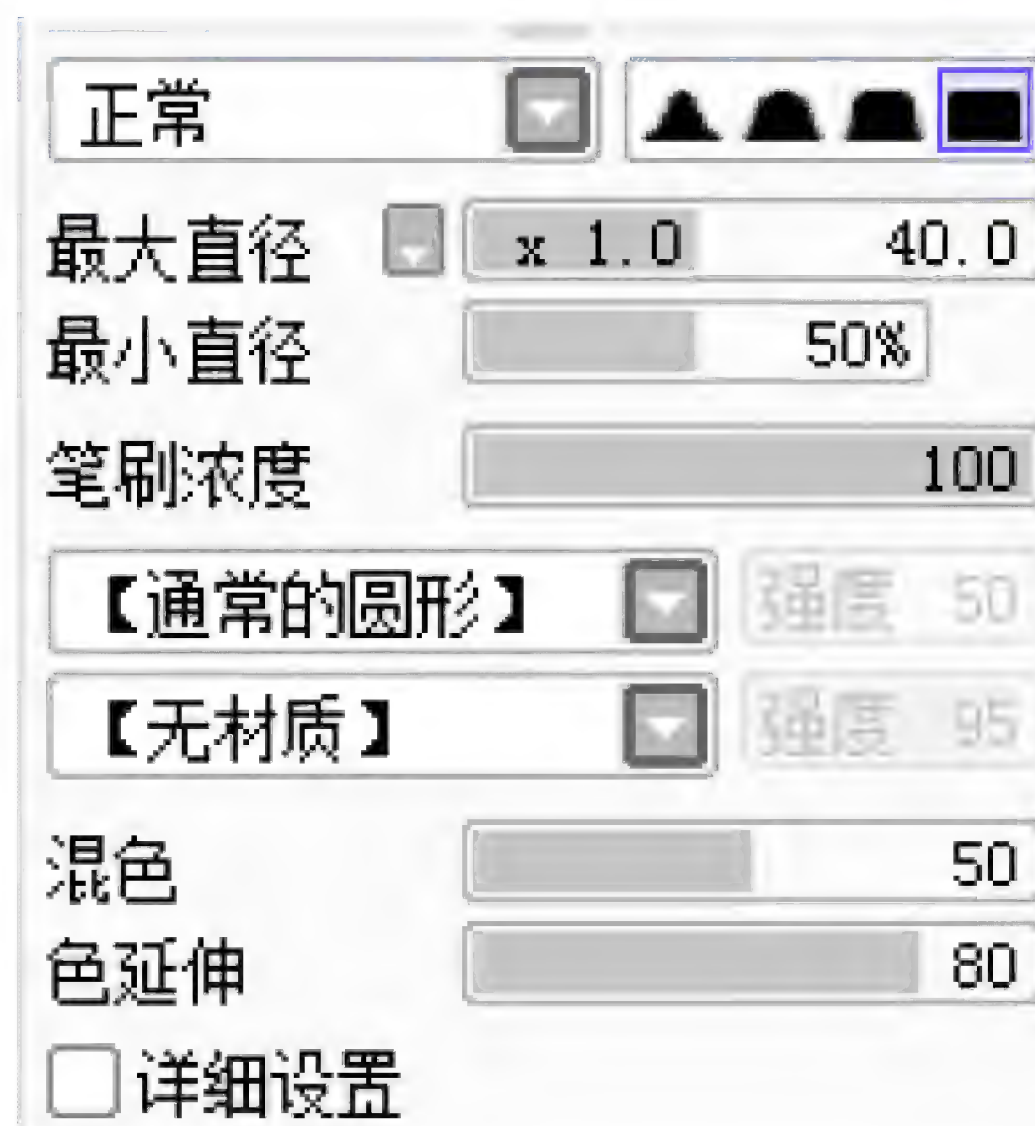 正常
最大直径 x 1.0 40.0
最小直径 50%
笔刷浓度 100
【通常的圆形】 强度 50
【无材质】 强度 95
混色 50
色延伸 80
详细设置